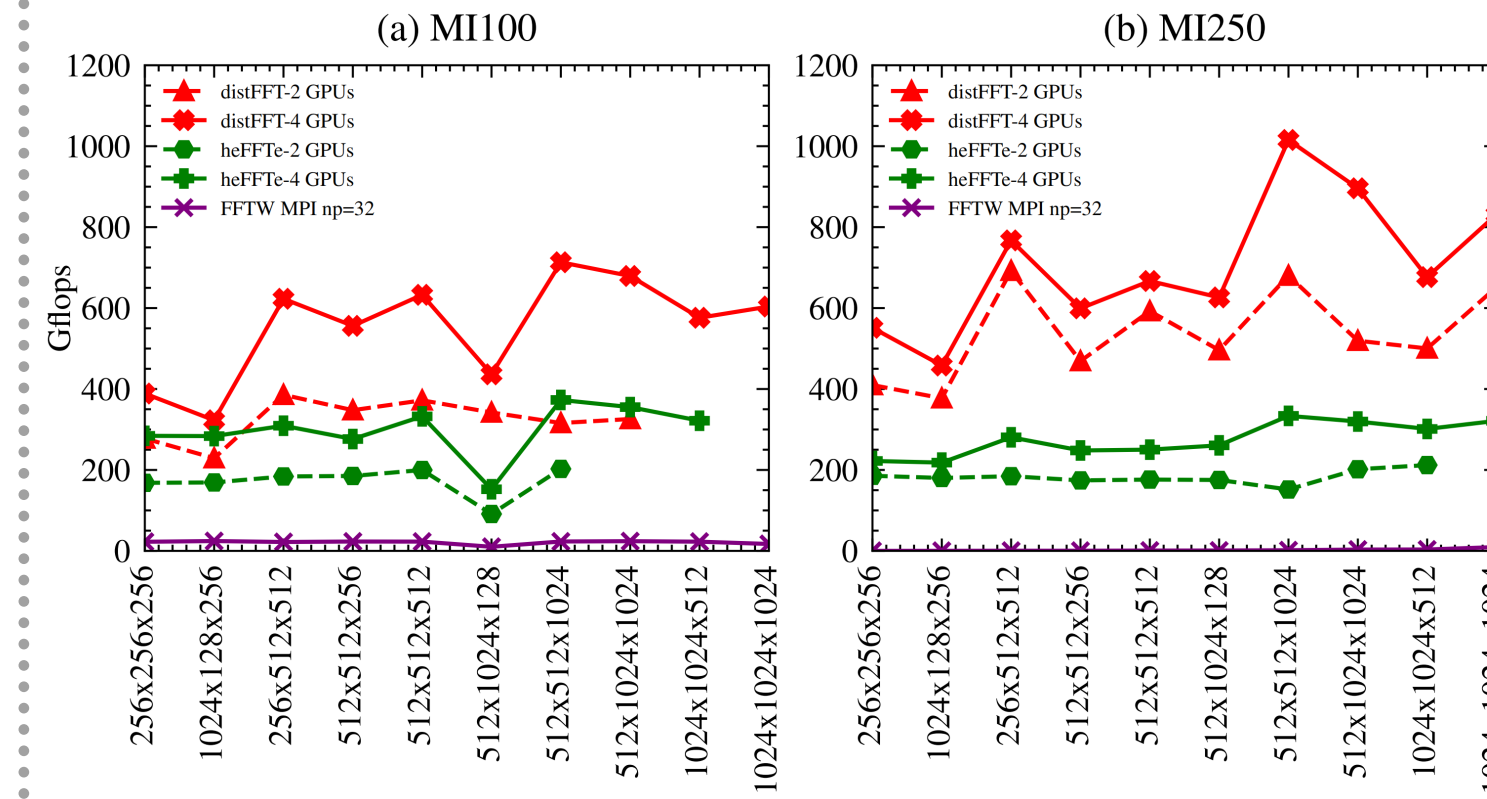 (a) MI100
1200
1000
800
600
400
200
0
Gflops
distFFT-2 GPUs
distFFT-4 GPUs
heFFTe-2 GPUs
heFFTe-4 GPUs
FFTW MPI np=32
256x256x256
1024x128x256
256x512x512
512x512x256
512x512x512
512x1024x128
512x512x1024
512x1024x1024
1024x1024x512
1024x1024x1024
(b) MI250
1200
1000
800
600
400
200
0
distFFT-2 GPUs
distFFT-4 GPUs
heFFTe-2 GPUs
heFFTe-4 GPUs
FFTW MPI np=32
256x256x256
1024x128x256
256x512x512
512x512x256
512x512x512
512x1024x128
512x512x1024
512x1024x1024
1024x1024x512